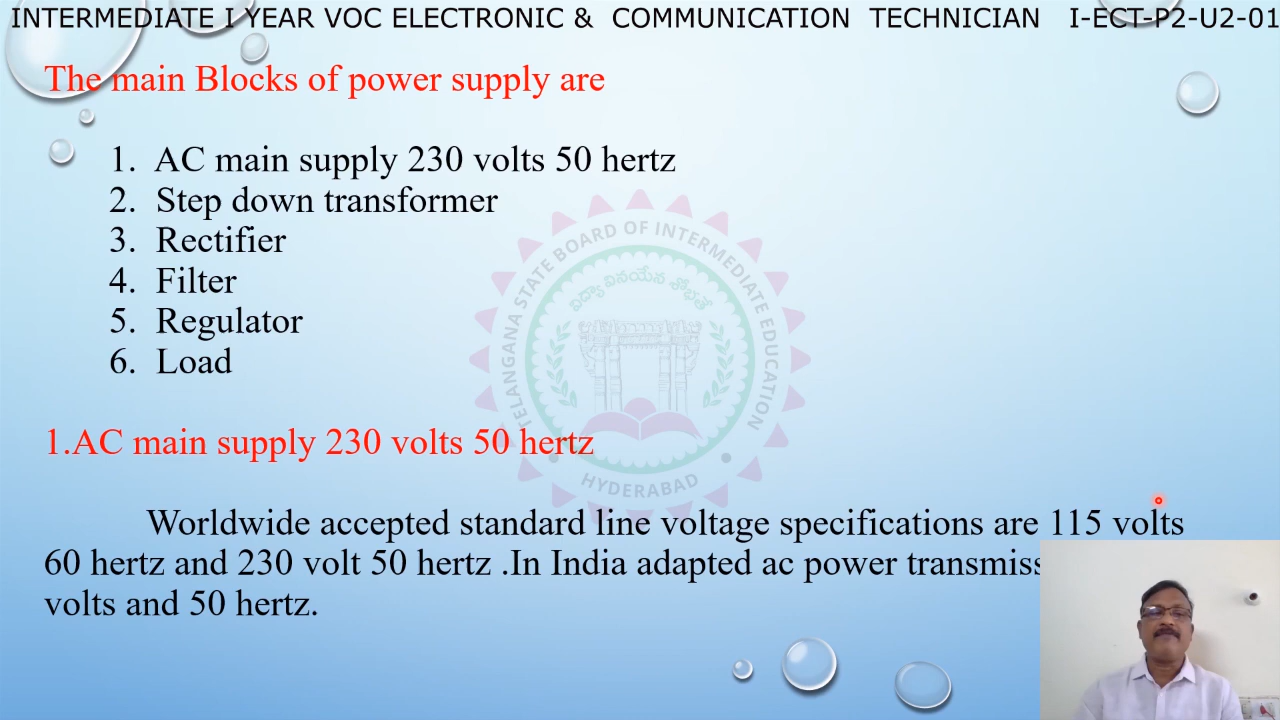 INTERMEDIATE I YEAR VOC ELECTRONIC & COMMUNICATION TECHNICIAN I-ECT-P2-U2-01
The main Blocks of power supply are
1. AC main supply 230 volts 50 hertz
2. Step down transformer
3. Rectifier
4. Filter
5. Regulator
6. Load
TELANGANA STATE BOARD OF INTERMEDIATE EDUCATION
విద్యా వినయేన శోభతే
HYDERABAD
1.AC main supply 230 volts 50 hertz
Worldwide accepted standard line voltage specifications are 115 volts
60 hertz and 230 volt 50 hertz .In India adapted ac power transmiss
volts and 50 hertz.